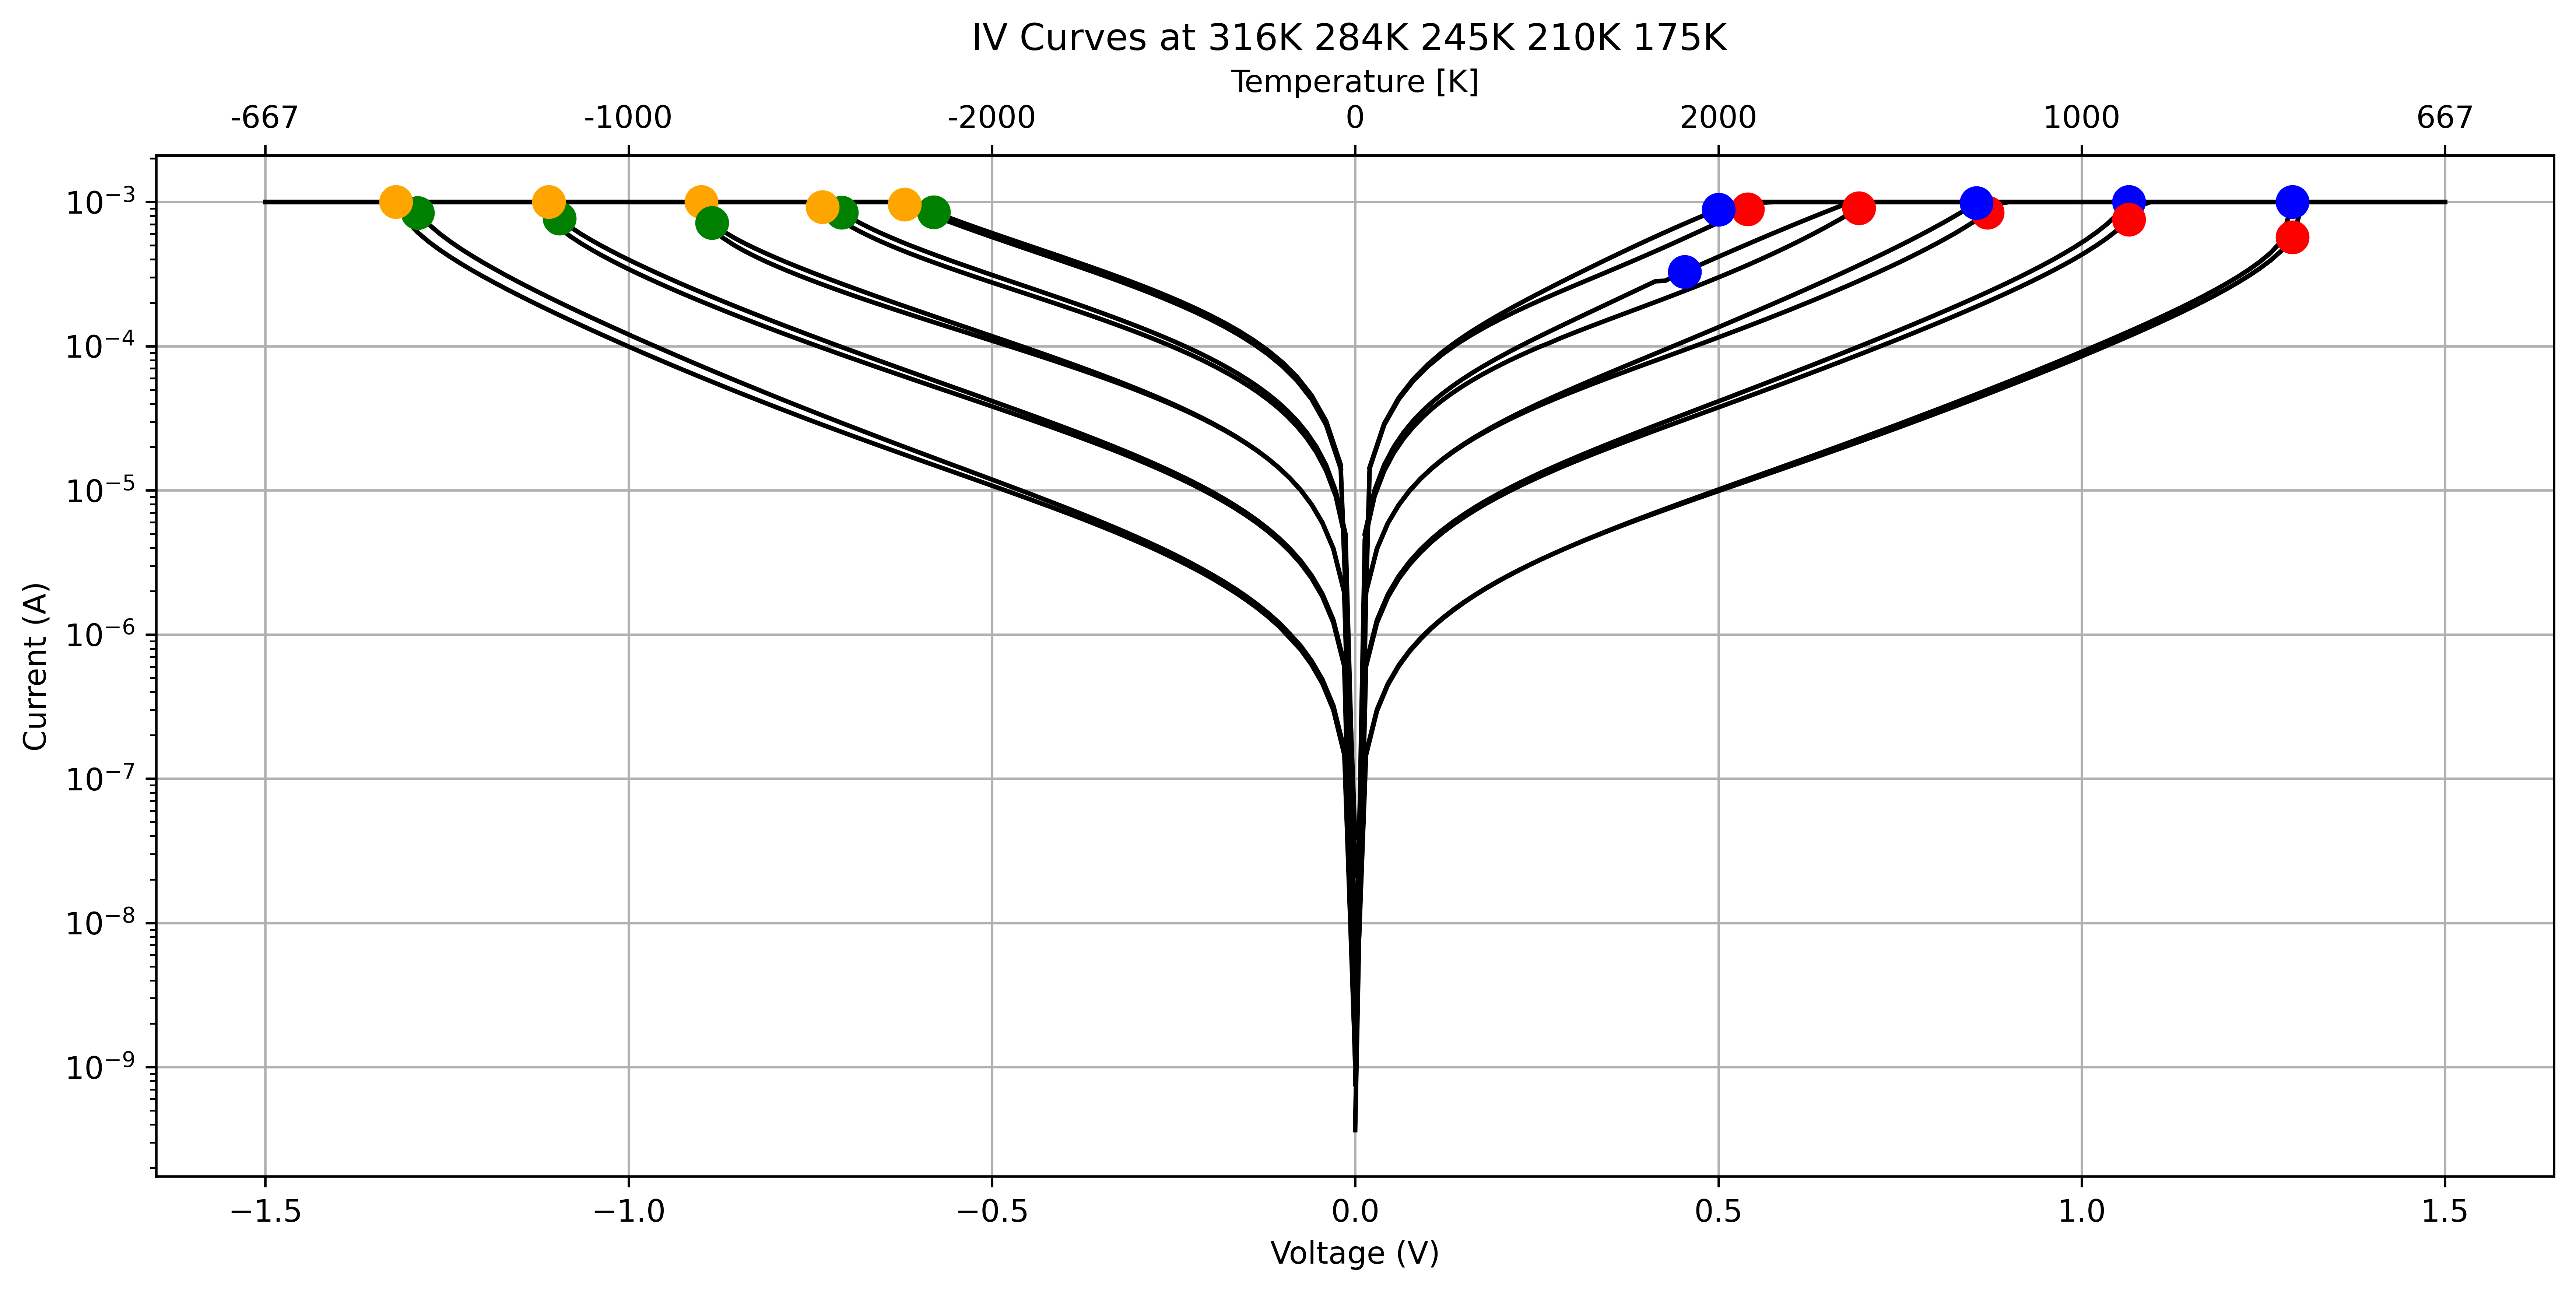 IV Curves at 316K 284K 245K 210K 175K
Temperature [K]
-667 -1000 -2000 0 2000 1000 667
10⁻³
10⁻⁴
10⁻⁵
10⁻⁶
10⁻⁷
10⁻⁸
10⁻⁹
Current (A)
−1.5 −1.0 −0.5 0.0 0.5 1.0 1.5
Voltage (V)